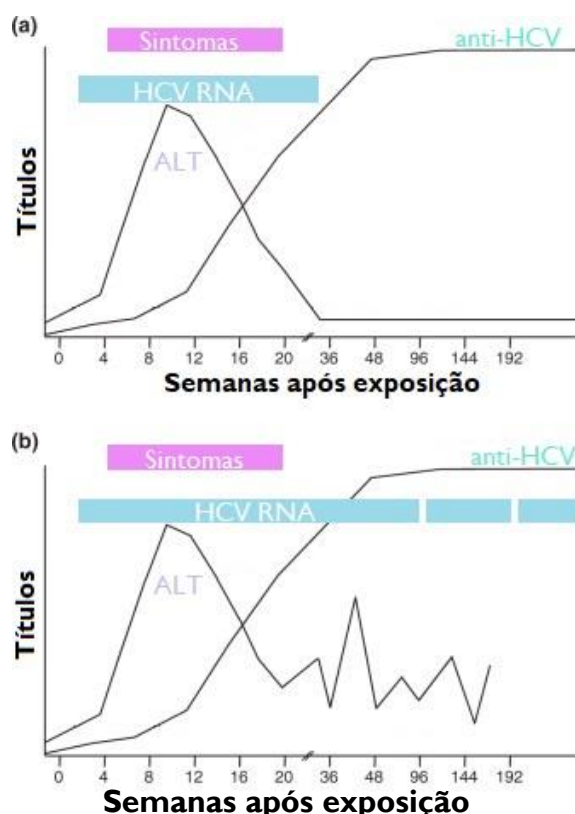 (a)
Sintomas
anti-HCV
HCV RNA
ALT
Títulos
0 4 8 12 16 20 36 48 96 144 192
Semanas após exposição
(b)
Sintomas
anti-HCV
HCV RNA
ALT
Títulos
0 4 8 12 16 20 36 48 96 144 192
Semanas após exposição